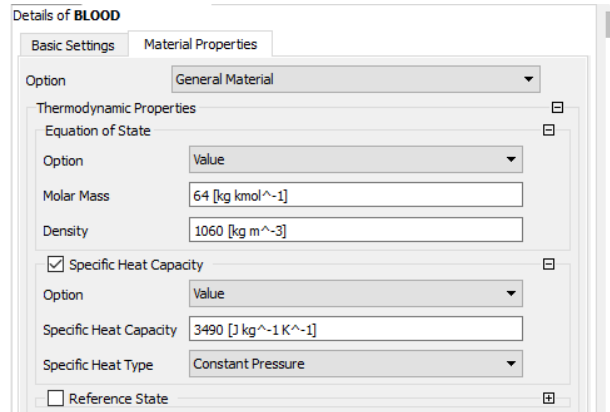 Details of BLOOD
Basic Settings Material Properties
Option General Material
Thermodynamic Properties
Equation of State
Option Value
Molar Mass 64 [kg kmol^-1]
Density 1060 [kg m^-3]
Specific Heat Capacity
Option Value
Specific Heat Capacity 3490 [J kg^-1 K^-1]
Specific Heat Type Constant Pressure
Reference State